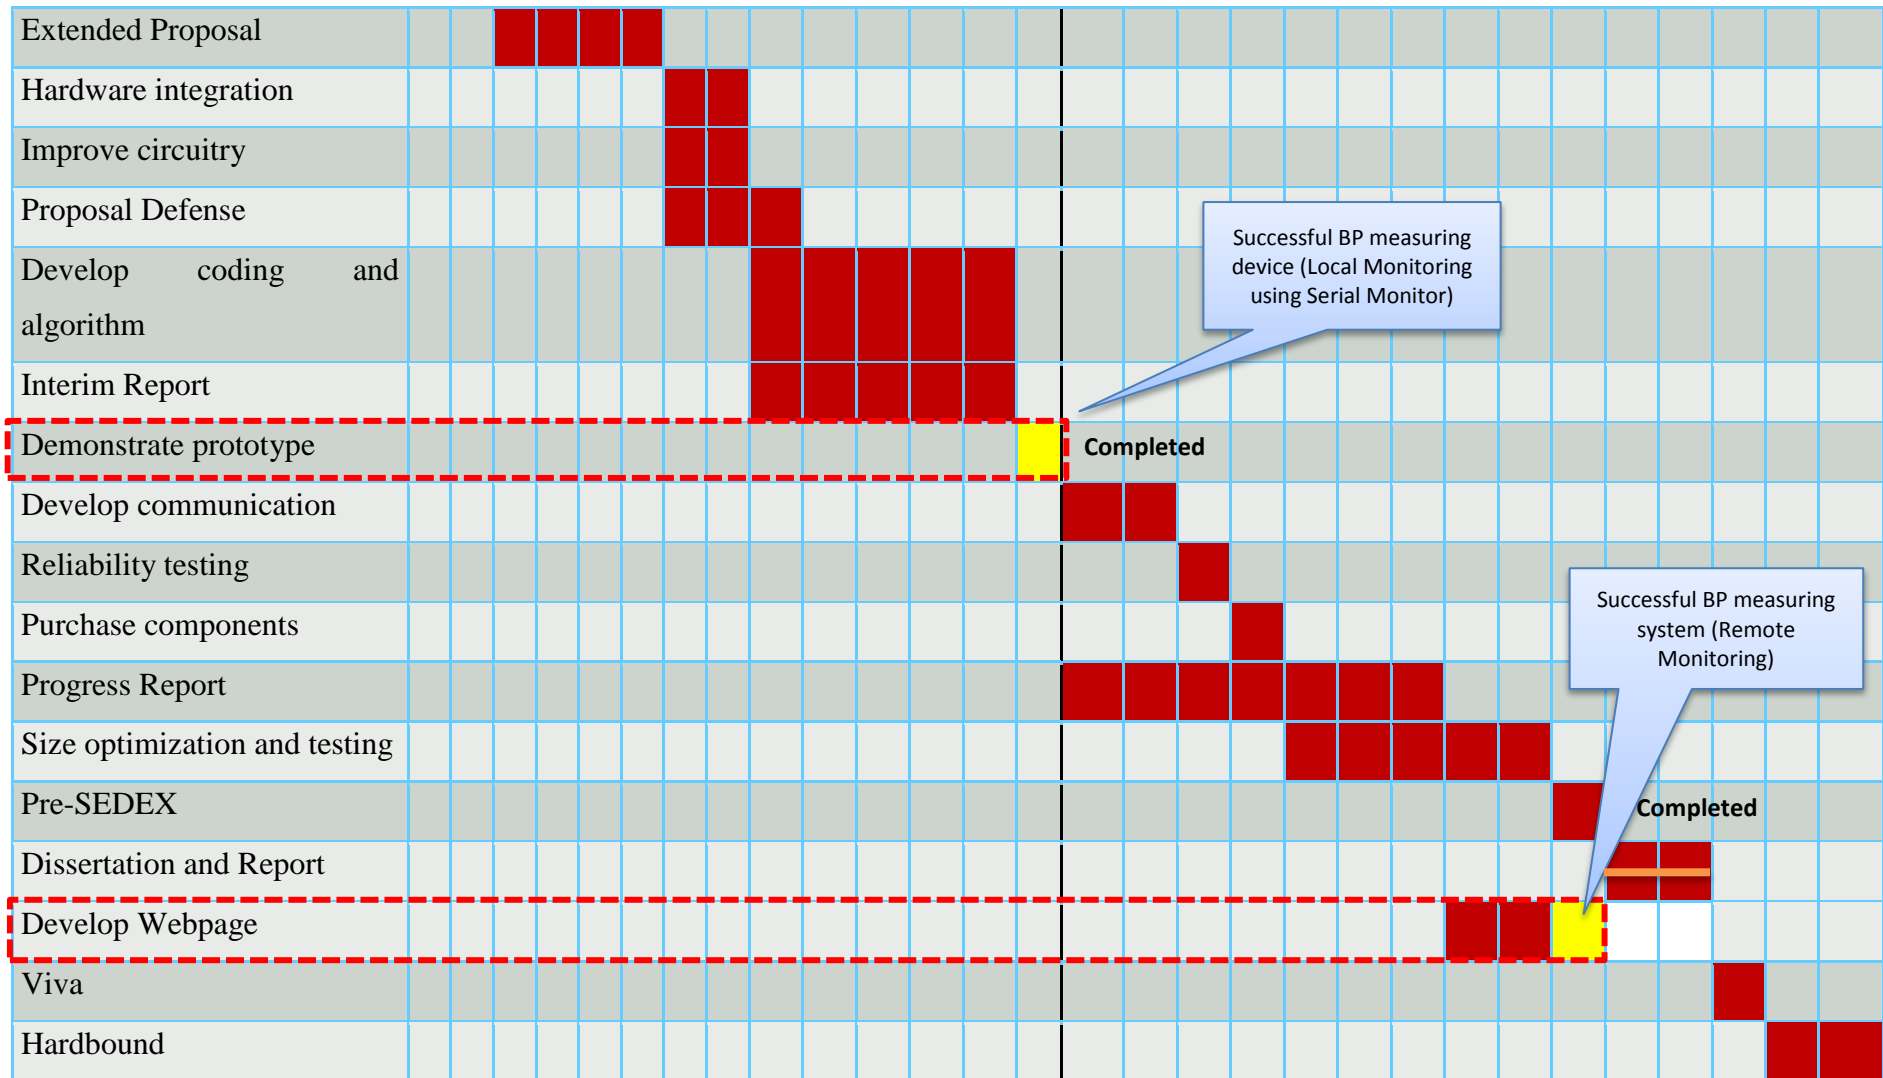 Extended Proposal
Hardware integration
Improve circuitry
Proposal Defense
Successful BP measuring
device (Local Monitoring
using Serial Monitor)
Develop coding and
algorithm
Interim Report
Demonstrate prototype
Completed
Develop communication
Reliability testing
Successful BP measuring
system (Remote
Monitoring)
Purchase components
Progress Report
Size optimization and testing
Pre-SEDEX
Completed
Dissertation and Report
Develop Webpage
Viva
Hardbound